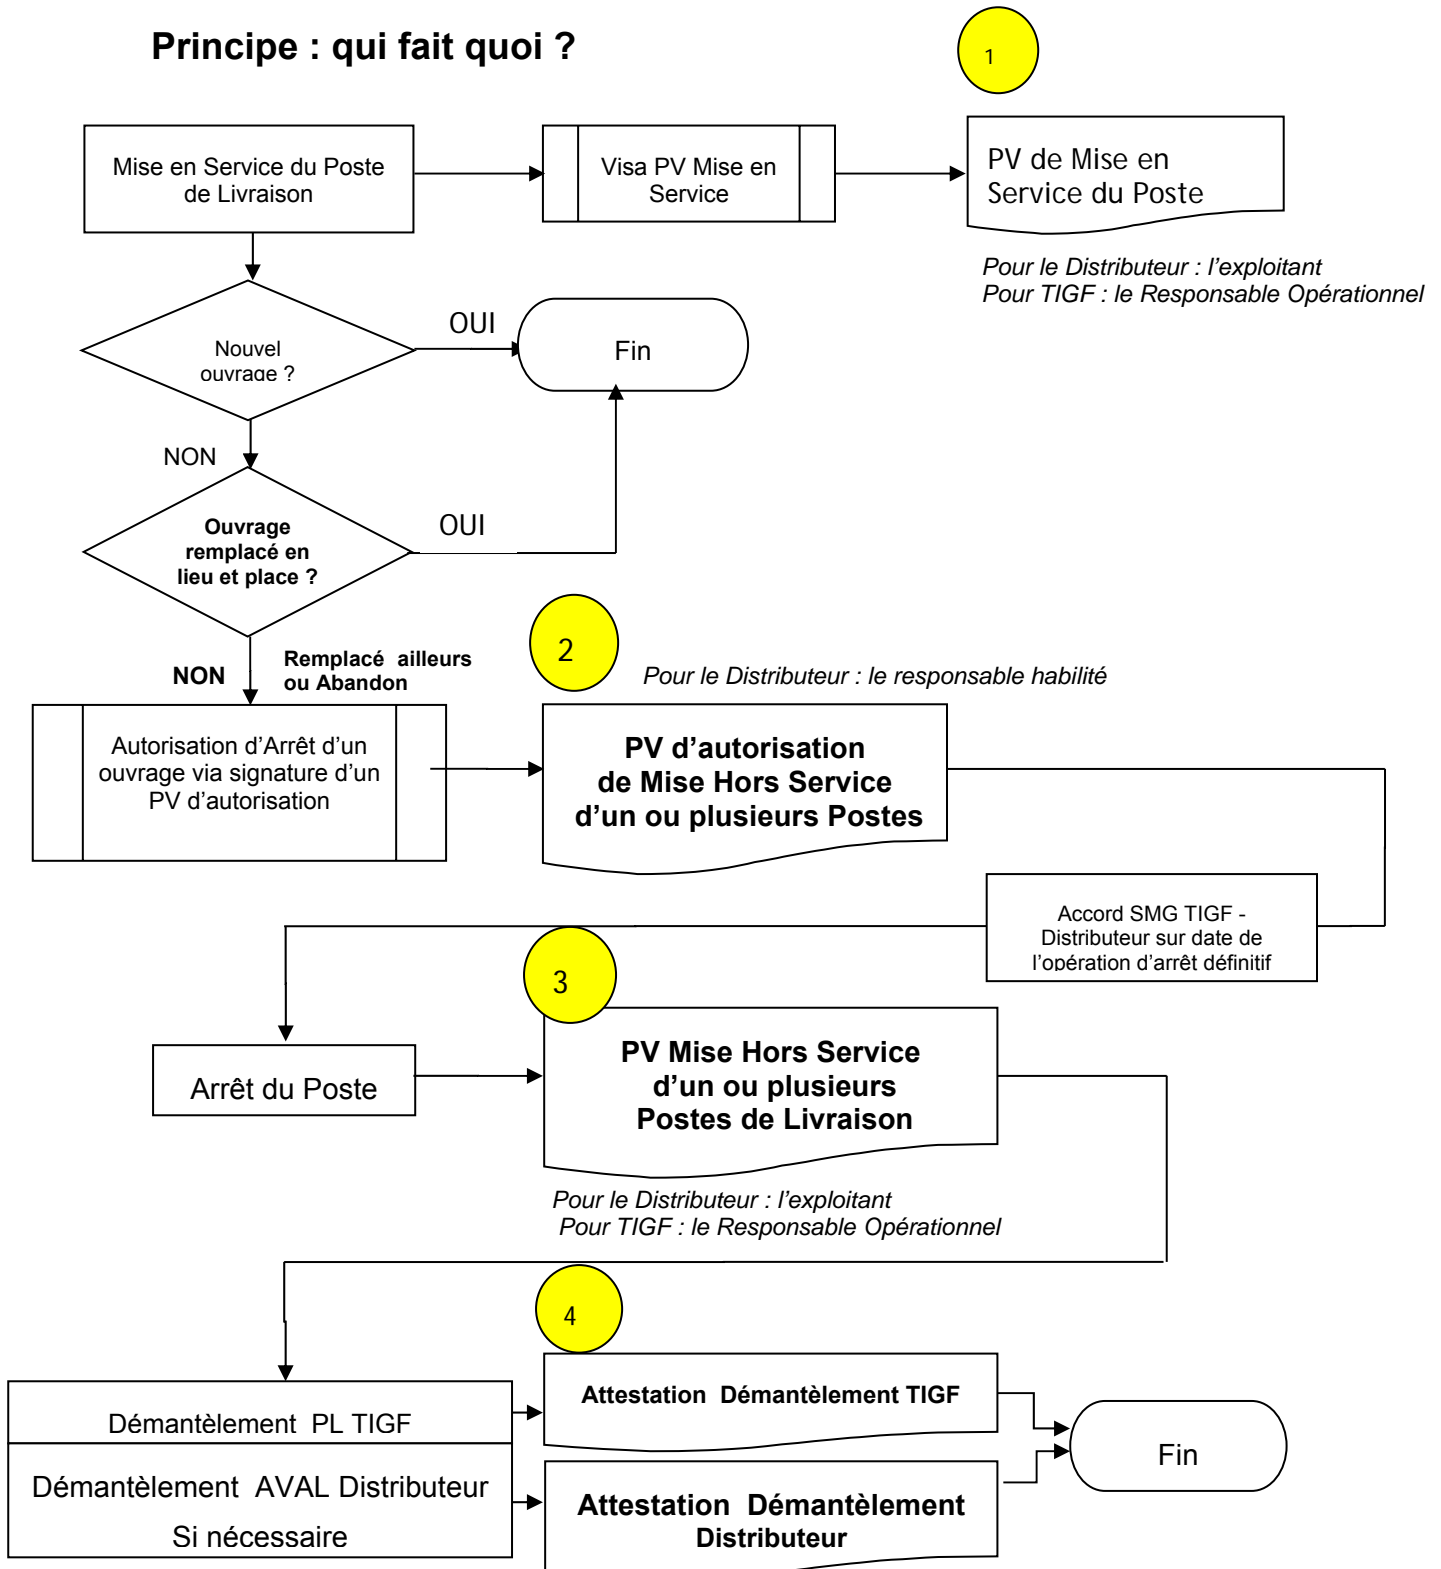 Principe : qui fait quoi ?
1
Mise en Service du Poste
de Livraison
Visa PV Mise en
Service
PV de Mise en
Service du Poste
Pour le Distributeur : l'exploitant
Pour TIGF : le Responsable Opérationnel
Nouvel
ouvrage ?
OUI
Fin
NON
Ouvrage
remplacé en
lieu et place ?
OUI
NON
Remplacé ailleurs
ou Abandon
2
Pour le Distributeur : le responsable habilité
Autorisation d'Arrêt d'un
ouvrage via signature d'un
PV d'autorisation
PV d'autorisation
de Mise Hors Service
d'un ou plusieurs Postes
Accord SMG TIGF -
Distributeur sur date de
l'opération d'arrêt définitif
3
Arrêt du Poste
PV Mise Hors Service
d'un ou plusieurs
Postes de Livraison
Pour le Distributeur : l'exploitant
Pour TIGF : le Responsable Opérationnel
4
Démantèlement PL TIGF
Attestation Démantèlement TIGF
Fin
Démantèlement AVAL Distributeur
Si nécessaire
Attestation Démantèlement
Distributeur